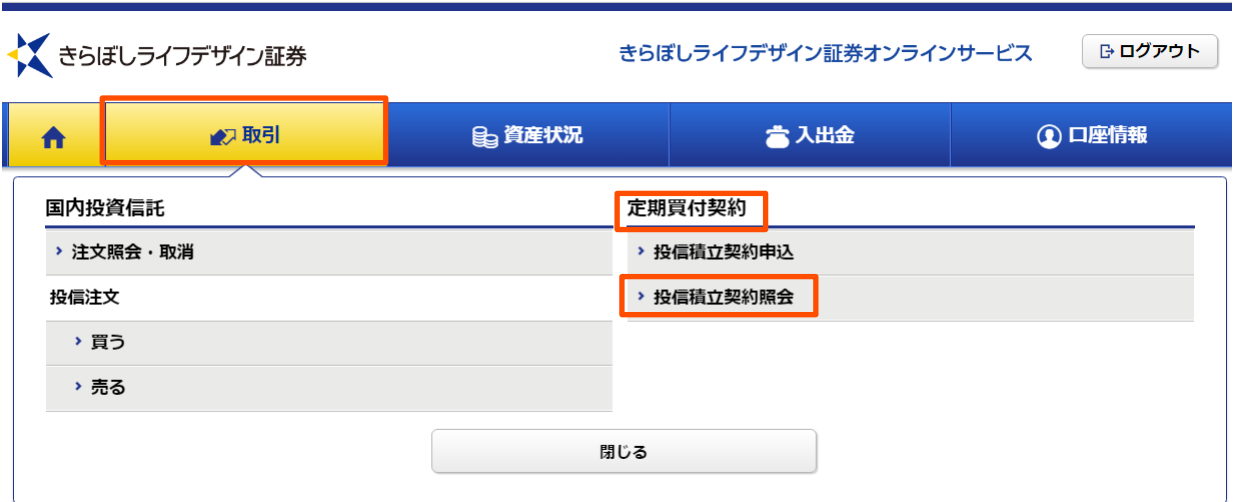 きらぼしライフデザイン証券
きらぼしライフデザイン証券オンラインサービス
ログアウト
取引
資産状況
入出金
口座情報
国内投資信託
注文照会・取消
投信注文
買う
売る
定期買付契約
投信積立契約申込
投信積立契約照会
閉じる